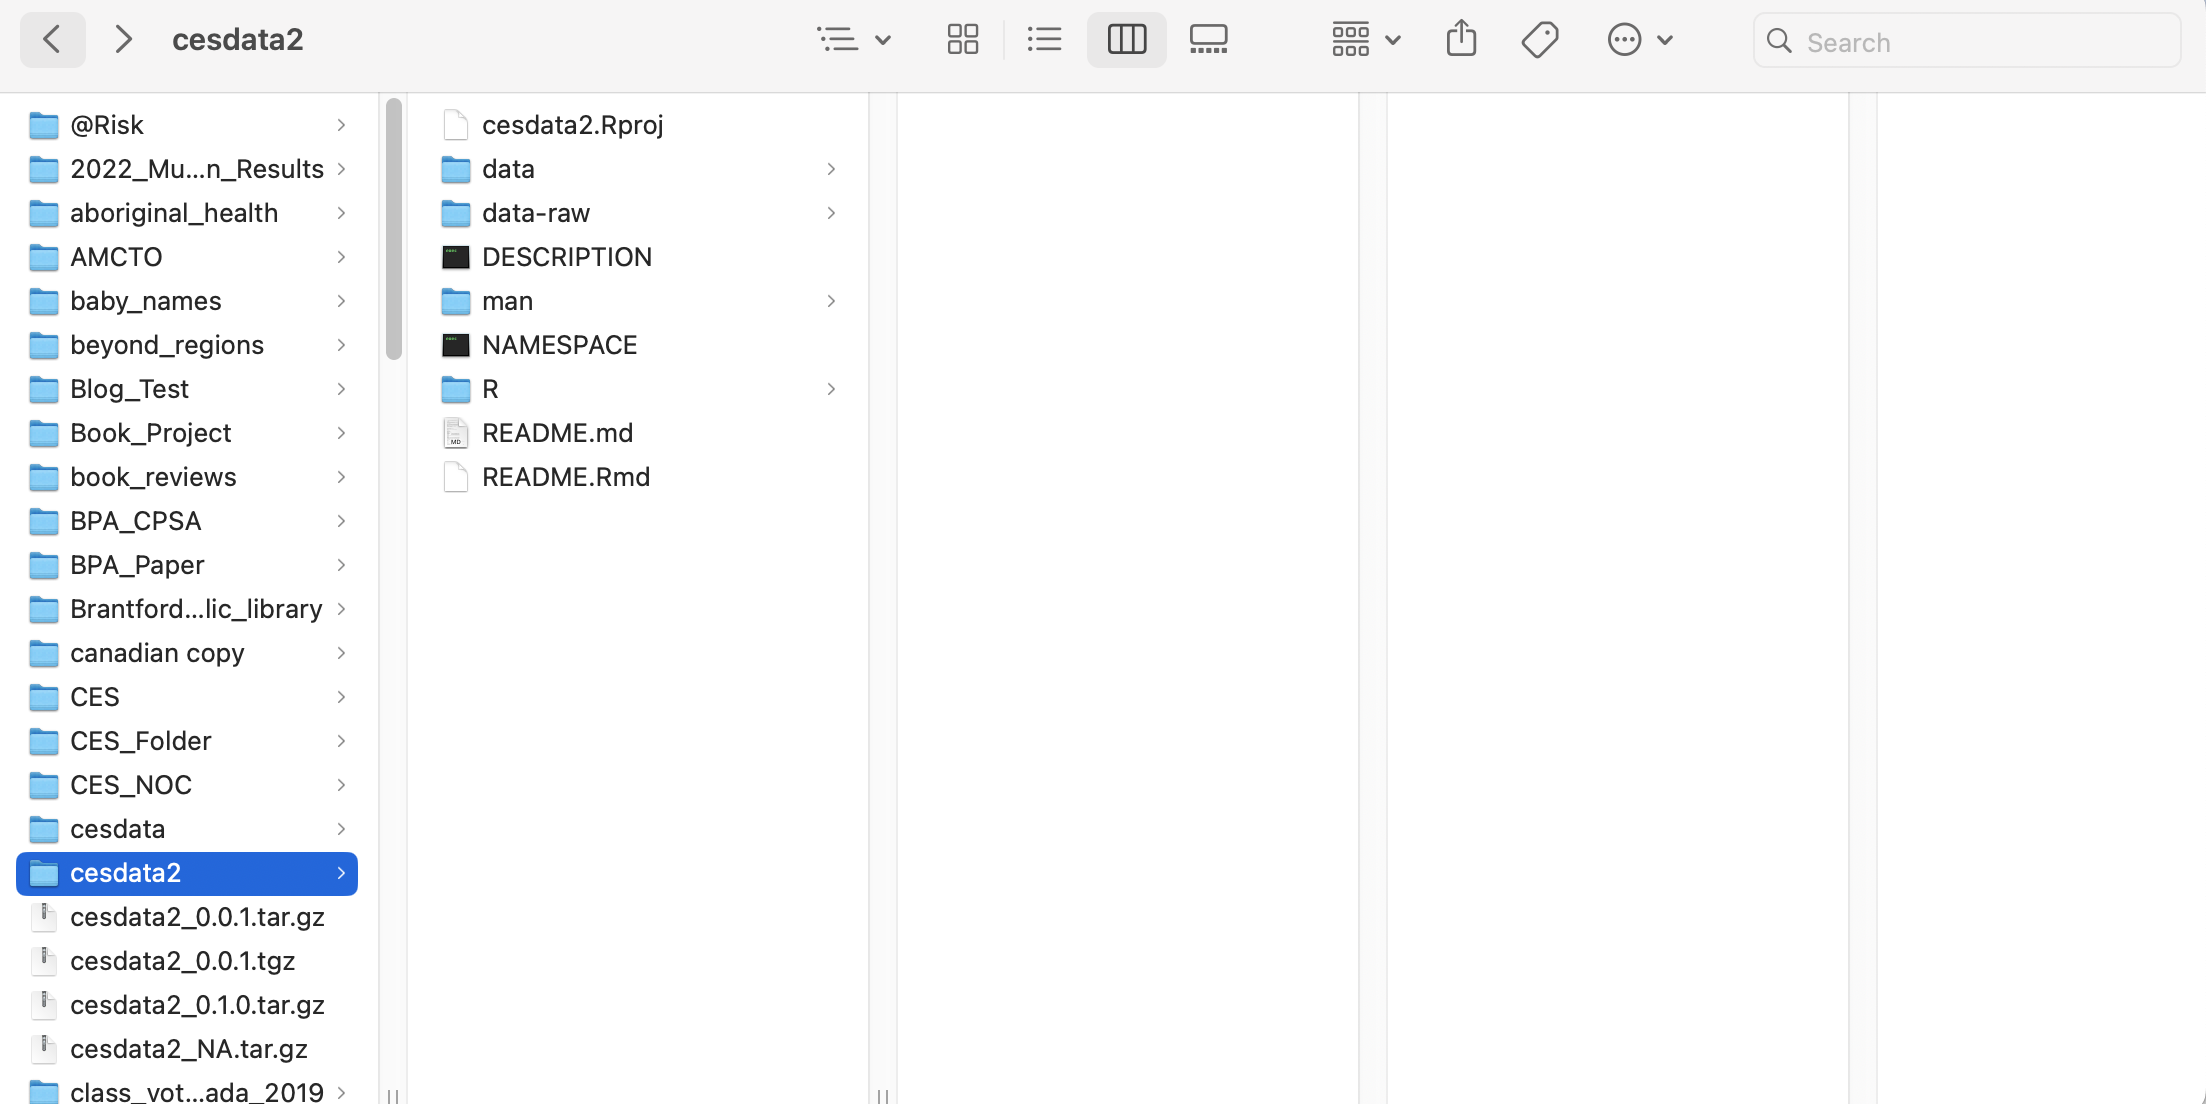 cesdata2
Search
@Risk
2022_Mu...n_Results
aboriginal_health
AMCTO
baby_names
beyond_regions
Blog_Test
Book_Project
book_reviews
BPA_CPSA
BPA_Paper
Brantford...lic_library
canadian copy
CES
CES_Folder
CES_NOC
cesdata
cesdata2
cesdata2_0.0.1.tar.gz
cesdata2_0.0.1.tgz
cesdata2_0.1.0.tar.gz
cesdata2_NA.tar.gz
class_vot...ada_2019
cesdata2.Rproj
data
data-raw
DESCRIPTION
man
NAMESPACE
R
README.md
README.Rmd